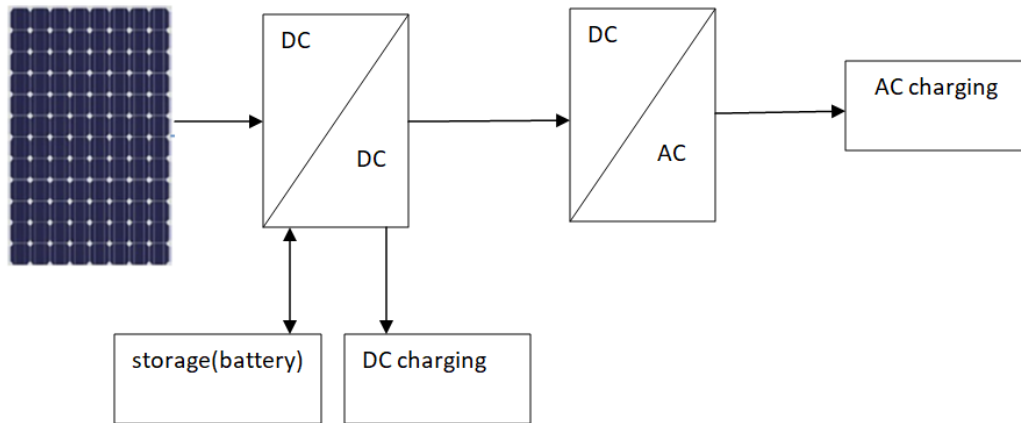 DC
DC
DC
AC
AC charging
storage(battery)
DC charging